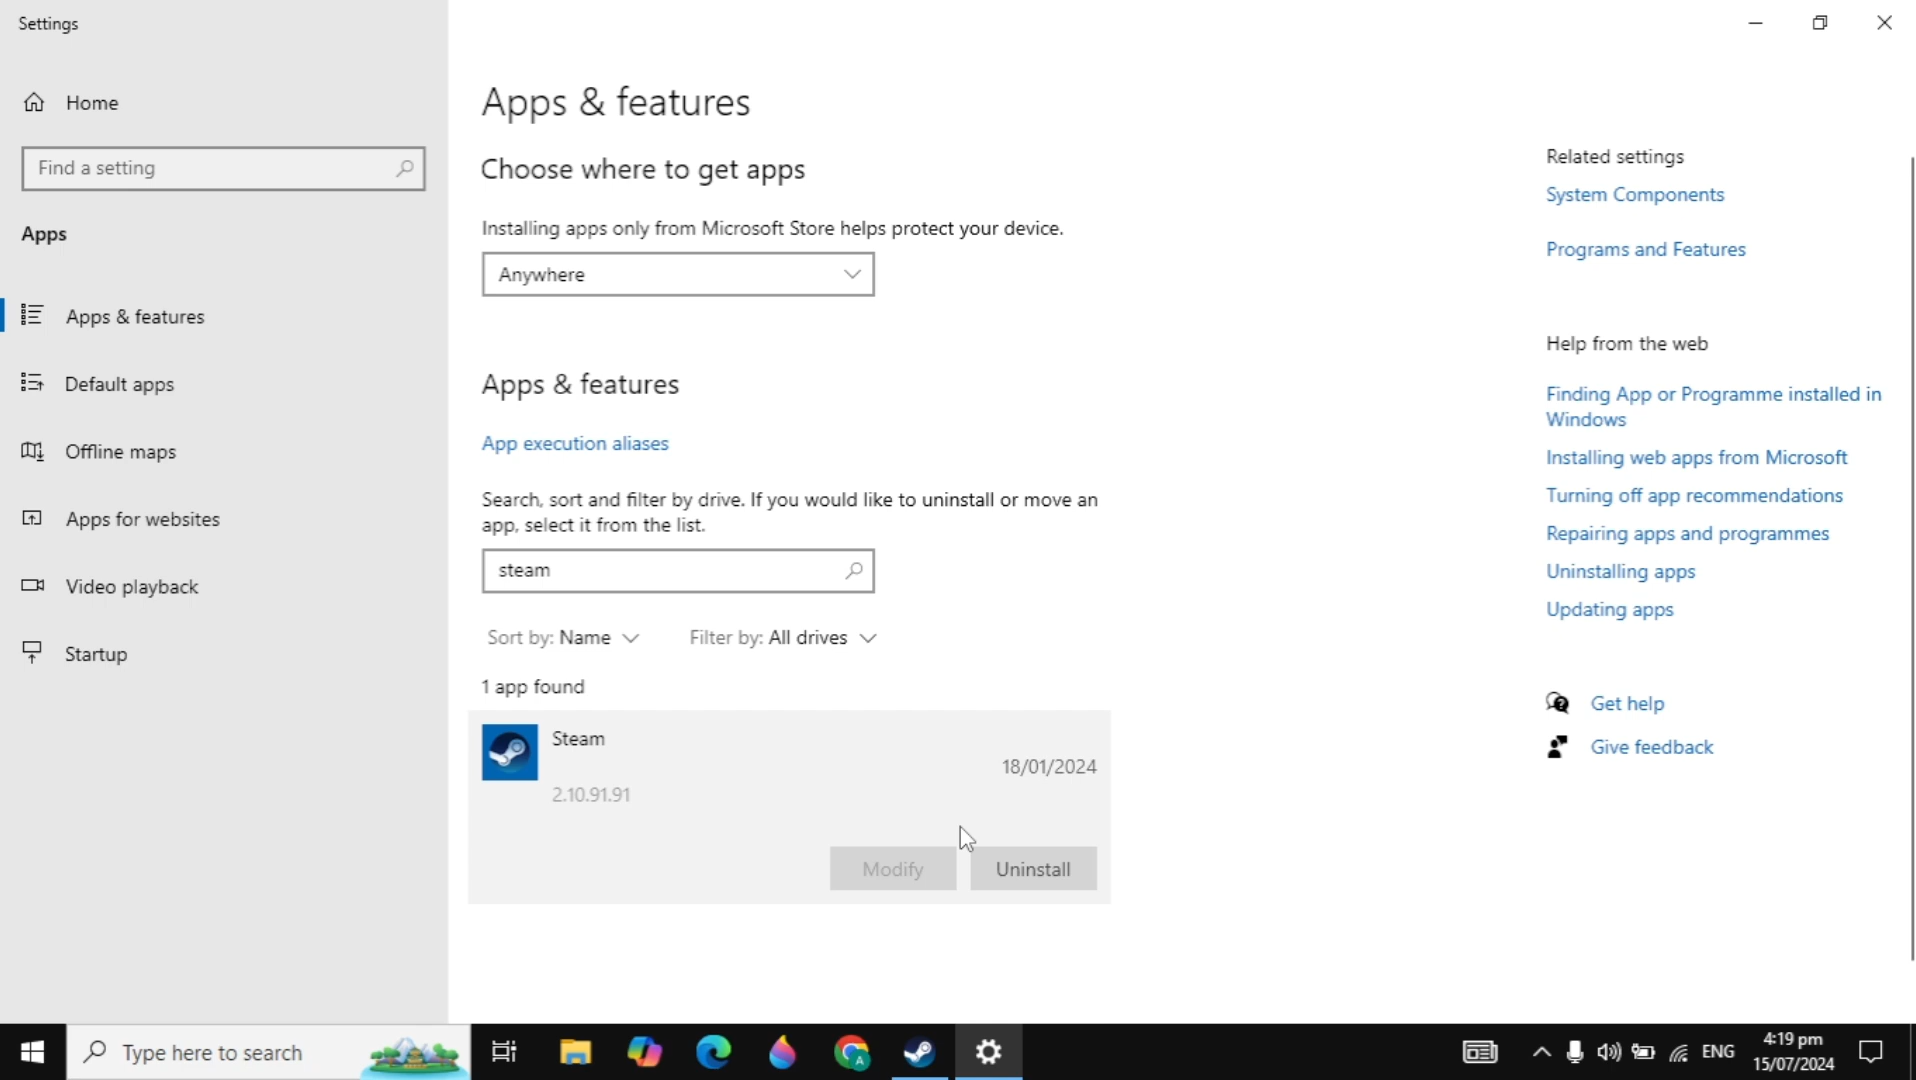 Settings
Home
Find a setting
Apps
Apps & features
Default apps
Offline maps
Apps for websites
Video playback
Startup
Apps & features
Choose where to get apps
Installing apps only from Microsoft Store helps protect your device.
Anywhere
Apps & features
App execution aliases
Search, sort and filter by drive. If you would like to uninstall or move an
app, select it from the list.
steam
Sort by: Name
Filter by: All drives
1 app found
Steam
18/01/2024
2.10.91.91
Modify
Uninstall
Related settings
System Components
Programs and Features
Help from the web
Finding App or Programme installed in
Windows
Installing web apps from Microsoft
Turning off app recommendations
Repairing apps and programmes
Uninstalling apps
Updating apps
Get help
Give feedback
Type here to search
A
ENG
4:19 pm
15/07/2024